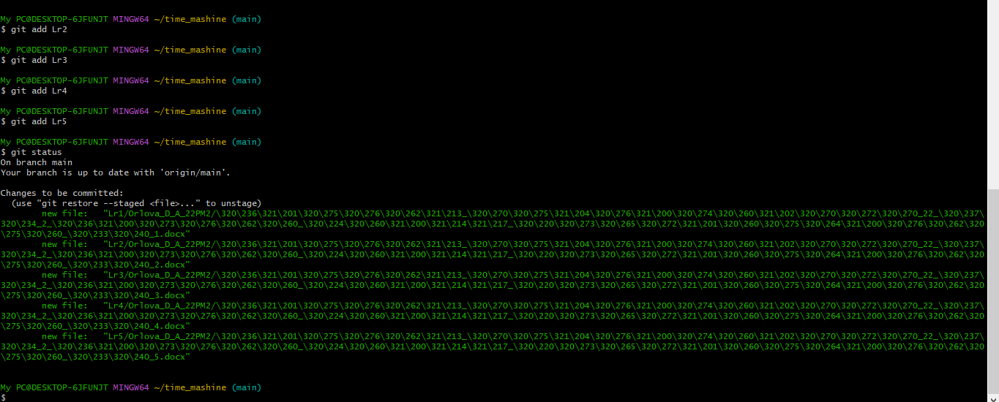 My PC@DESKTOP-6JFUNJT MINGW64 ~/time_mashine (main)
$ git add Lr2
My PC@DESKTOP-6JFUNJT MINGW64 ~/time_mashine (main)
$ git add Lr3
My PC@DESKTOP-6JFUNJT MINGW64 ~/time_mashine (main)
$ git add Lr4
My PC@DESKTOP-6JFUNJT MINGW64 ~/time_mashine (main)
$ git add Lr5
My PC@DESKTOP-6JFUNJT MINGW64 ~/time_mashine (main)
$ git status
On branch main
Your branch is up to date with 'origin/main'.
Changes to be committed:
(use "git restore --staged <file>..." to unstage)
new file: "Lr1/Orlova_D_A_22PM2/\320\236\321\201\320\275\320\276\320\262\321\213_\320\270\320\275\321\204\320\276\321\200\320\274\320\260\321\202\320\270\320\272\320\270_22_\320\237\
320\234_2_\320\236\321\200\320\273\320\276\320\262\320\260_\320\224\320\260\321\200\321\214\321\217_\320\220\320\273\320\265\320\272\321\201\320\260\320\275\320\264\321\200\320\276\320\262\320
\275\320\260_\320\233\320\240_1.docx"
new file: "Lr2/Orlova_D_A_22PM2/\320\236\321\201\320\275\320\276\320\262\321\213_\320\270\320\275\321\204\320\276\321\200\320\274\320\260\321\202\320\270\320\272\320\270_22_\320\237\
320\234_2_\320\236\321\200\320\273\320\276\320\262\320\260_\320\224\320\260\321\200\321\214\321\217_\320\220\320\273\320\265\320\272\321\201\320\260\320\275\320\264\321\200\320\276\320\262\320
\275\320\260_\320\233\320\240_2.docx"
new file: "Lr3/Orlova_D_A_22PM2/\320\236\321\201\320\275\320\276\320\262\321\213_\320\270\320\275\321\204\320\276\321\200\320\274\320\260\321\202\320\270\320\272\320\270_22_\320\237\
320\234_2_\320\236\321\200\320\273\320\276\320\262\320\260_\320\224\320\260\321\200\321\214\321\217_\320\220\320\273\320\265\320\272\321\201\320\260\320\275\320\264\321\200\320\276\320\262\320
\275\320\260_\320\233\320\240_3.docx"
new file: "Lr4/Orlova_D_A_22PM2/\320\236\321\201\320\275\320\276\320\262\321\213_\320\270\320\275\321\204\320\276\321\200\320\274\320\260\321\202\320\270\320\272\320\270_22_\320\237\
320\234_2_\320\236\321\200\320\273\320\276\320\262\320\260_\320\224\320\260\321\200\321\214\321\217_\320\220\320\273\320\265\320\272\321\201\320\260\320\275\320\264\321\200\320\276\320\262\320
\275\320\260_\320\233\320\240_4.docx"
new file: "Lr5/Orlova_D_A_22PM2/\320\236\321\201\320\275\320\276\320\262\321\213_\320\270\320\275\321\204\320\276\321\200\320\274\320\260\321\202\320\270\320\272\320\270_22_\320\237\
320\234_2_\320\236\321\200\320\273\320\276\320\262\320\260_\320\224\320\260\321\200\321\214\321\217_\320\220\320\273\320\265\320\272\321\201\320\260\320\275\320\264\321\200\320\276\320\262\320
\275\320\260_\320\233\320\240_5.docx"
My PC@DESKTOP-6JFUNJT MINGW64 ~/time_mashine (main)
$